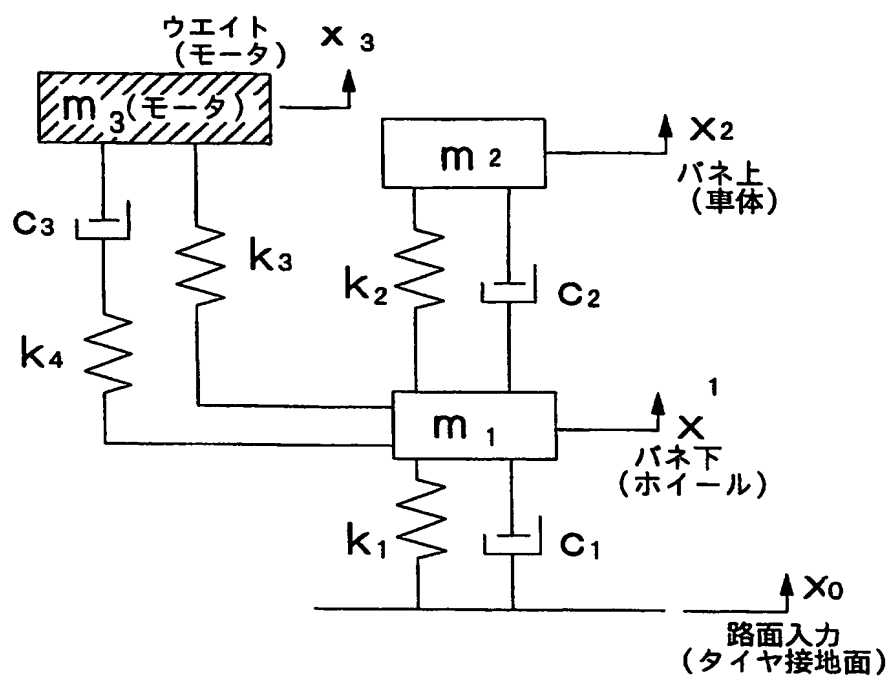 ウエイト
(モータ)
x 3
m 3(モータ)
m 2
x2
バネ上
(車体)
c3
k3
k2
c2
k4
m 1
x 1
バネ下
(ホイール)
k1
c1
x0
路面入力
(タイヤ接地面)